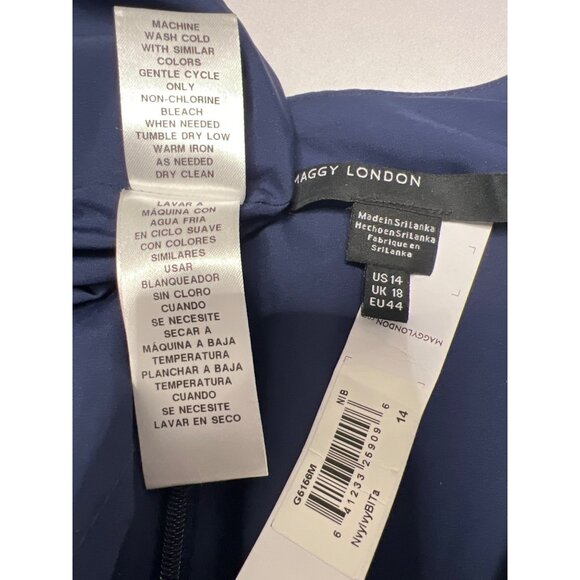 MACHINE
WASH COLD
WITH SIMILAR
COLORS
GENTLE CYCLE
ONLY
NON-CHLORINE
BLEACH
WHEN NEEDED
TUMBLE DRY LOW
WARM IRON
AS NEEDED
DRY CLEAN
LAVAR A
MÁQUINA CON
AGUA FRIA
EN CICLO SUAVE
CON COLORES
SIMILARES
USAR
BLANQUEADOR
SIN CLORO
CUANDO
SE NECESITE
SECAR A
MÁQUINA A BAJA
TEMPERATURA
PLANCHAR A BAJA
TEMPERATURA
CUANDO
SE NECESITE
LAVAR EN SECO
MAGGY LONDON
Made in Sri Lanka
Hecho en Sri Lanka
Fabrique en
Sri Lanka
US 14
UK 18
EU 44
MAGGYLONDON
NIB
G5156M
6 41233 25909 6
14
NvyIvyBlTa